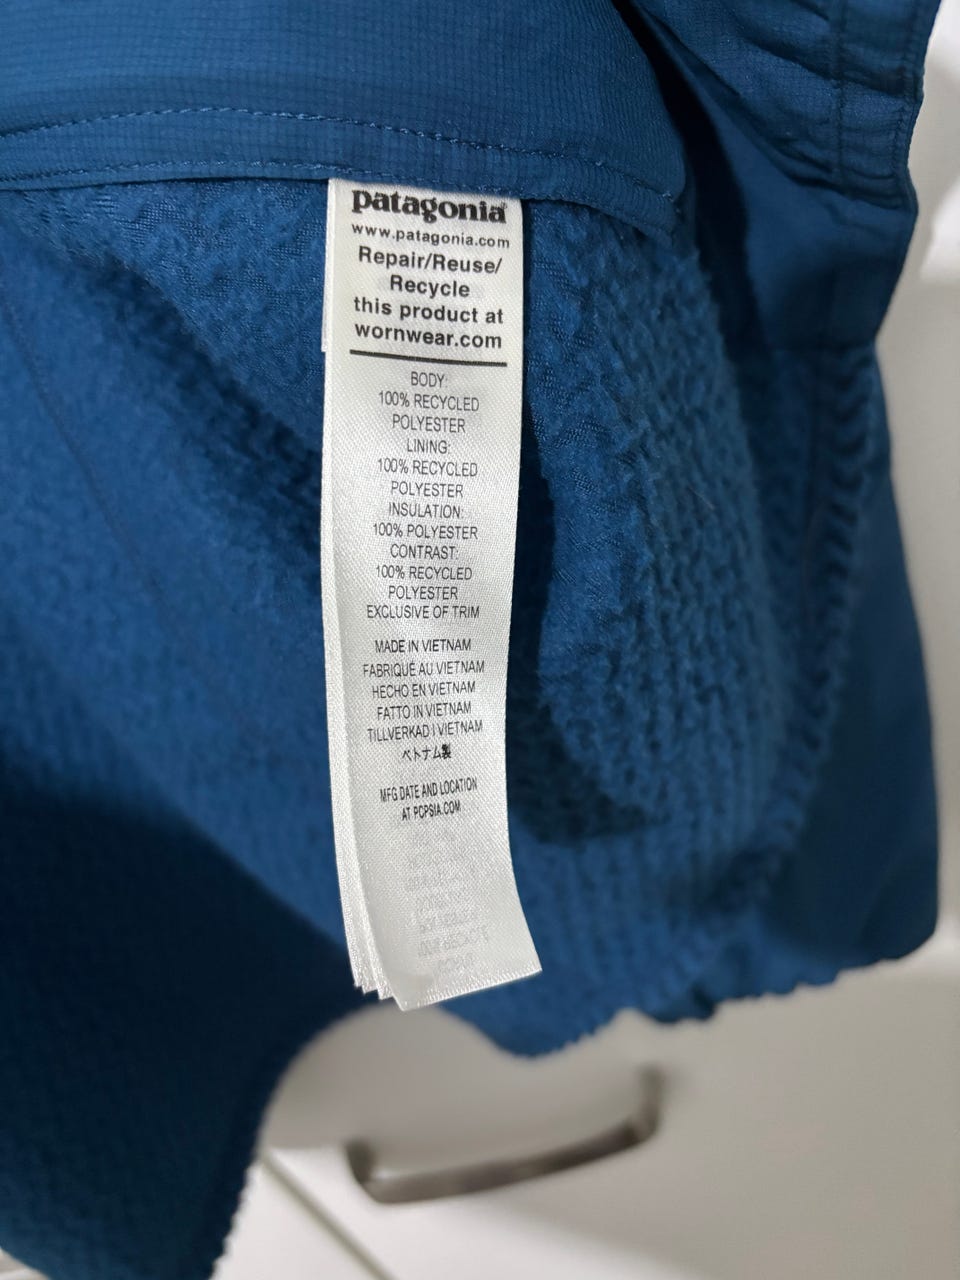 patagonia
www.patagonia.com
Repair/Reuse/
Recycle
this product at
wornwear.com
BODY:
100% RECYCLED
POLYESTER
LINING:
100% RECYCLED
POLYESTER
INSULATION:
100% POLYESTER
CONTRAST:
100% RECYCLED
POLYESTER
EXCLUSIVE OF TRIM
MADE IN VIETNAM
FABRIQUÉ AU VIETNAM
HECHO EN VIETNAM
FATTO IN VIETNAM
TILLVERKAD I VIETNAM
ベトナム製
MFG DATE AND LOCATION
AT PCPSIA.COM